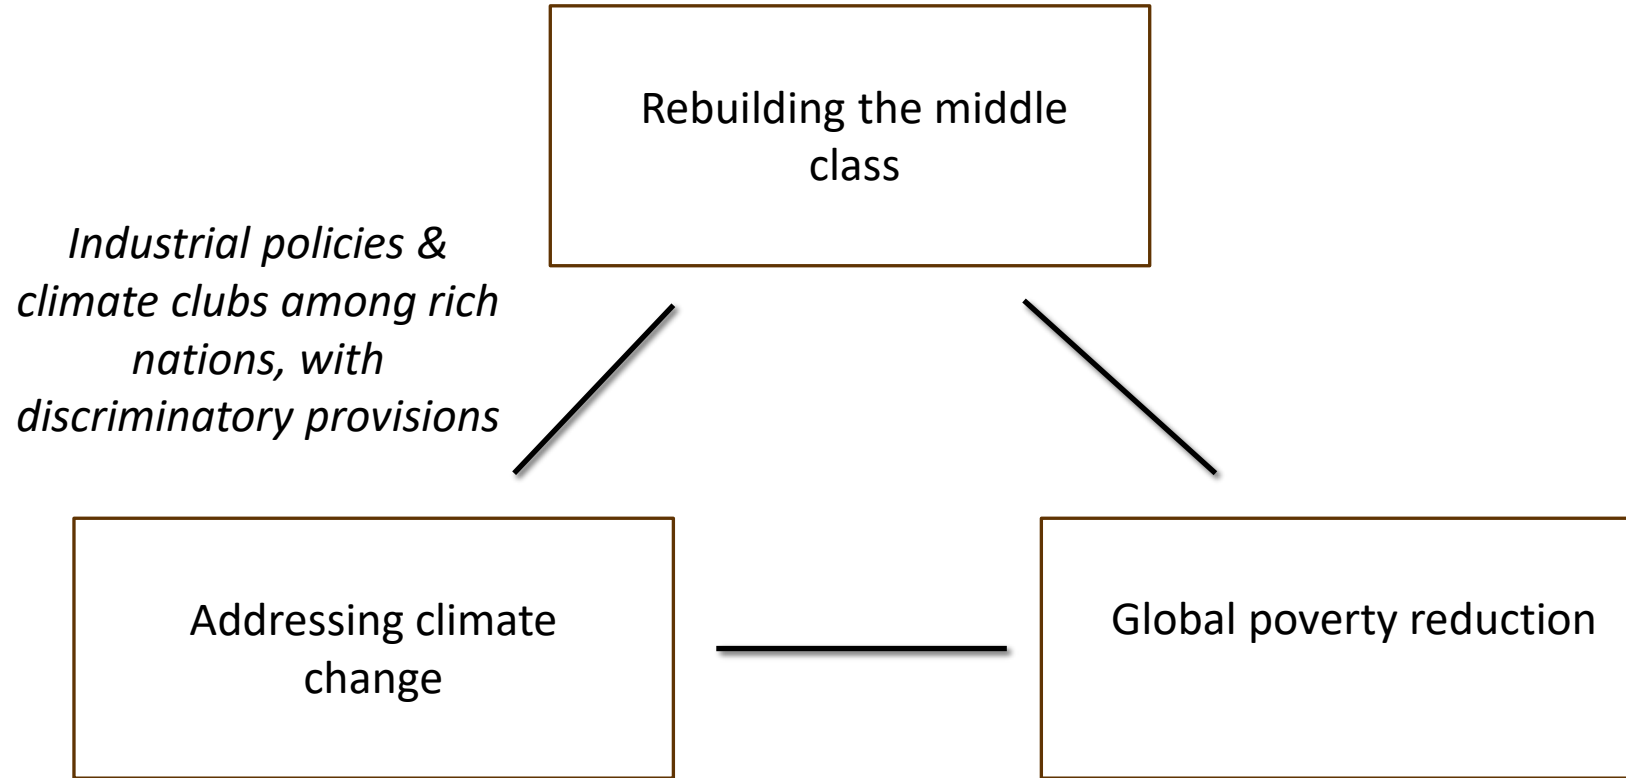 Rebuilding the middle
class
Industrial policies &
climate clubs among rich
nations, with
discriminatory provisions
Addressing climate
change
Global poverty reduction